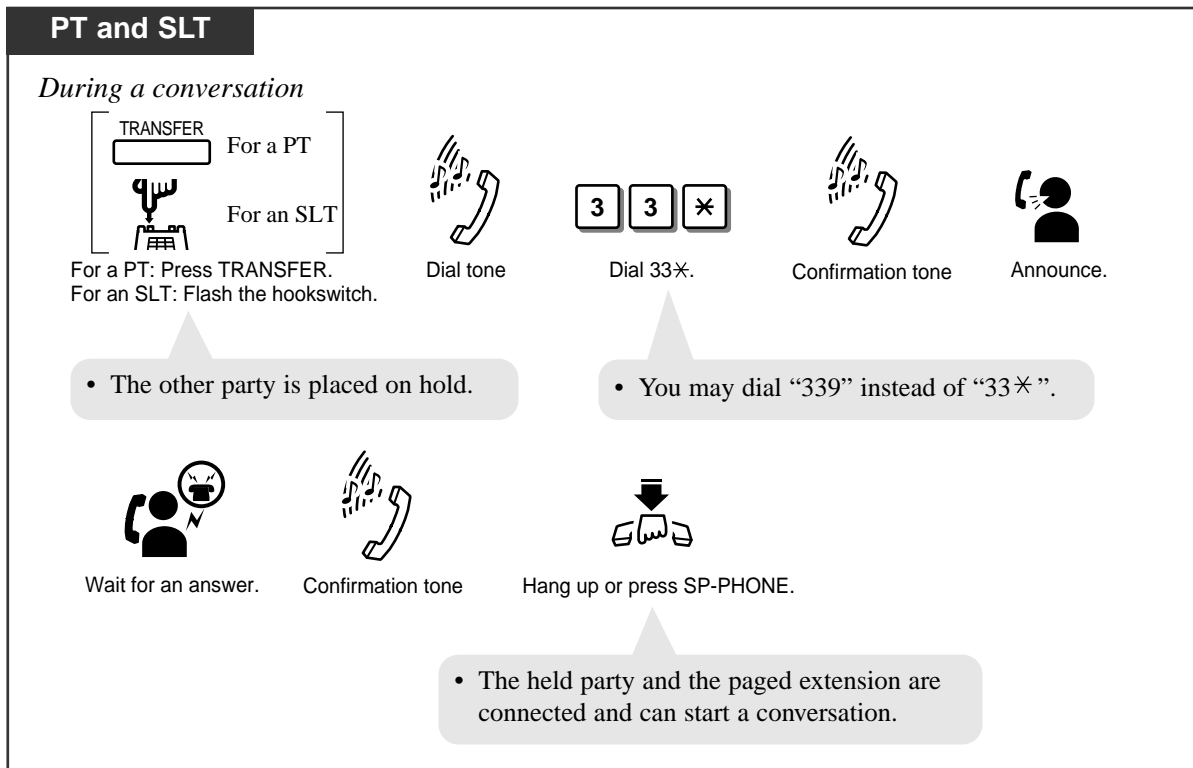 PT and SLT
During a conversation
TRANSFER
For a PT
For an SLT
For a PT: Press TRANSFER.
For an SLT: Flash the hookswitch.
Dial tone
3 3 ✳
Dial 33✳.
Confirmation tone
Announce.
• The other party is placed on hold.
• You may dial “339” instead of “33✳ ”.
Wait for an answer.
Confirmation tone
Hang up or press SP-PHONE.
• The held party and the paged extension are
connected and can start a conversation.